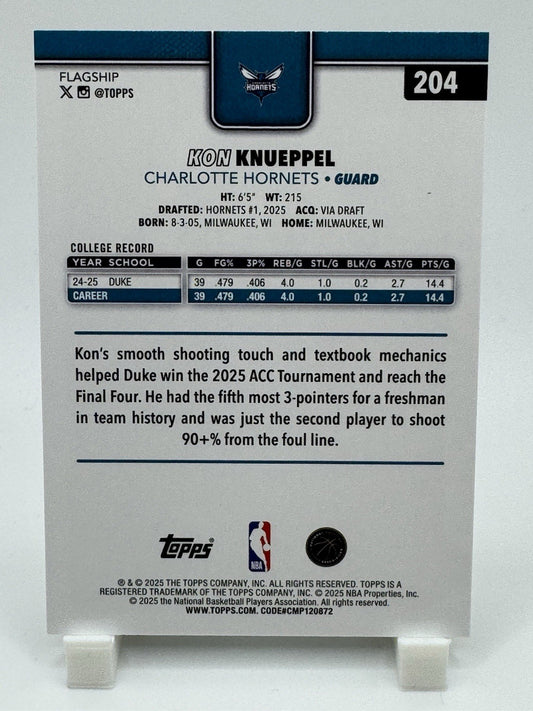 FLAGSHIP
X @TOPPS
HORNETS
204
KON KNUEPPEL
CHARLOTTE HORNETS • GUARD
HT: 6'5" WT: 215
DRAFTED: HORNETS #1, 2025 ACQ: VIA DRAFT
BORN: 8-3-05, MILWAUKEE, WI HOME: MILWAUKEE, WI
COLLEGE RECORD
YEAR SCHOOL G FG% 3P% REB/G STL/G BLK/G AST/G PTS/G
24-25 DUKE 39 .479 .406 4.0 1.0 0.2 2.7 14.4
CAREER 39 .479 .406 4.0 1.0 0.2 2.7 14.4
Kon's smooth shooting touch and textbook mechanics
helped Duke win the 2025 ACC Tournament and reach the
Final Four. He had the fifth most 3-pointers for a freshman
in team history and was just the second player to shoot
90+% from the foul line.
Topps
NBA
® & © 2025 THE TOPPS COMPANY, INC. ALL RIGHTS RESERVED. TOPPS IS A
REGISTERED TRADEMARK OF THE TOPPS COMPANY, INC. © 2025 NBA Properties, Inc.
© 2025 the National Basketball Players Association. All rights reserved.
WWW.TOPPS.COM. CODE#CMP120872